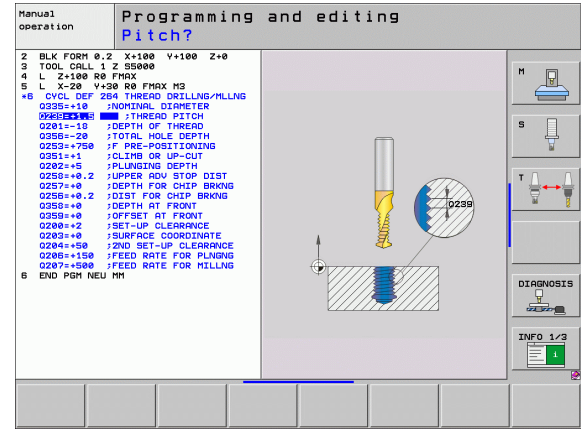 Manual
operation
Programming and editing
Pitch?
2 BLK FORM 0.2 X+100 Y+100 Z+0
3 TOOL CALL 1 Z S5000
4 L Z+100 R0 FMAX
5 L X-20 Y+30 R0 FMAX M3
*6 CYCL DEF 264 THREAD DRILLNG/MLLNG
Q335=+10 ;NOMINAL DIAMETER
Q239=+1.5 ;THREAD PITCH
Q201=-18 ;DEPTH OF THREAD
Q356=-20 ;TOTAL HOLE DEPTH
Q253=+750 ;F PRE-POSITIONING
Q351=+1 ;CLIMB OR UP-CUT
Q202=+5 ;PLUNGING DEPTH
Q258=+0.2 ;UPPER ADV STOP DIST
Q257=+0 ;DEPTH FOR CHIP BRKNG
Q256=+0.2 ;DIST FOR CHIP BRKNG
Q358=+0 ;DEPTH AT FRONT
Q359=+0 ;OFFSET AT FRONT
Q200=+2 ;SET-UP CLEARANCE
Q203=+0 ;SURFACE COORDINATE
Q204=+50 ;2ND SET-UP CLEARANCE
Q206=+150 ;FEED RATE FOR PLNGNG
Q207=+500 ;FEED RATE FOR MILLNG
6 END PGM NEU MM
Q239
M
S
T
DIAGNOSIS
INFO 1/3
i